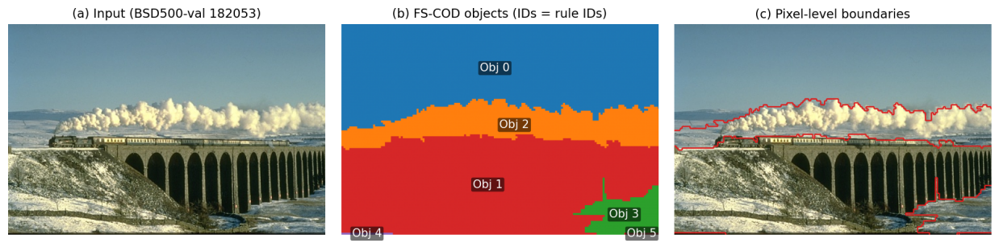 (a) Input (BSD500-val 182053)
(b) FS-COD objects (IDs = rule IDs)
(c) Pixel-level boundaries
Obj 0
Obj 2
Obj 1
Obj 3
Obj 4
Obj 5